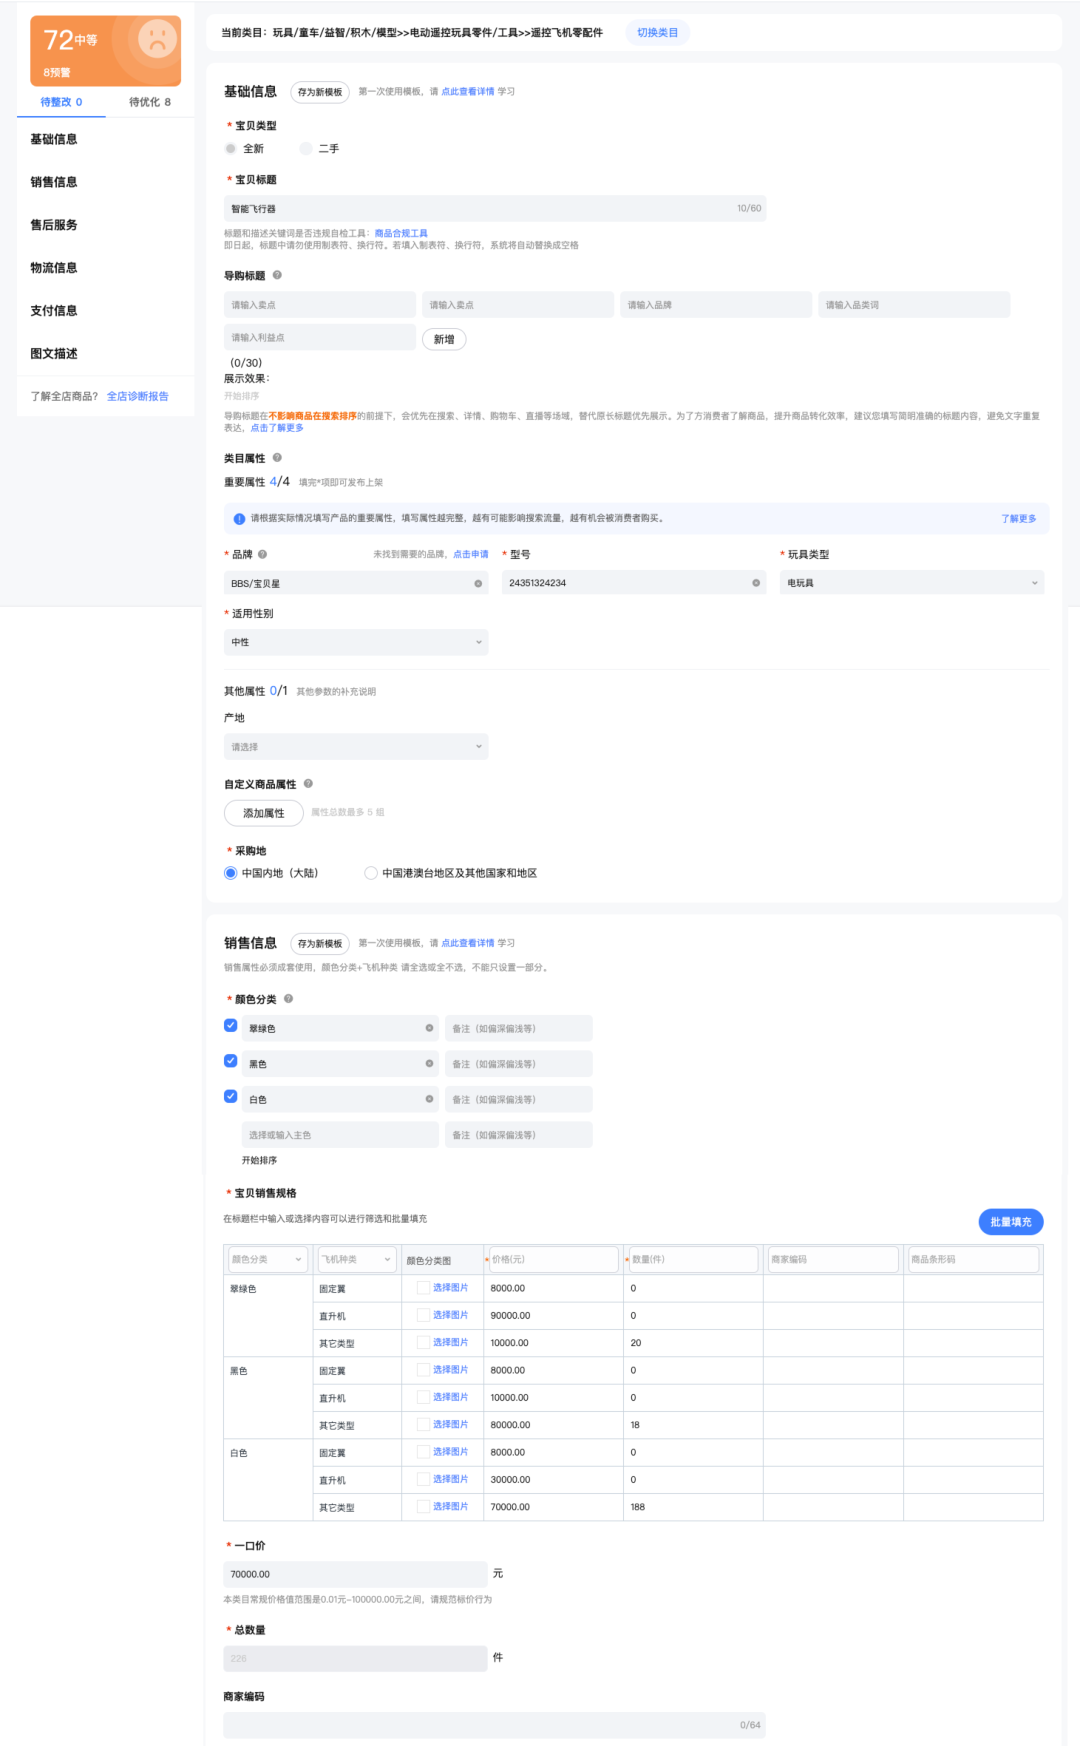 72中等
8预警
待整改 0 待优化 8
基础信息
销售信息
售后服务
物流信息
支付信息
图文描述
了解全店商品? 全店诊断报告
当前类目：玩具/童车/益智/积木/模型>>电动遥控玩具零件/工具>>遥控飞机零配件 切换类目
基础信息 存为新模板 第一次使用模板，请 点此查看详情 学习
* 宝贝类型
全新 二手
* 宝贝标题
智能飞行器 10/60
标题和描述关键词是否违规自检工具：商品合规工具
即日起，标题中请勿使用制表符、换行符。若填入制表符、换行符，系统将自动替换成空格
导购标题
请输入卖点 请输入卖点 请输入品牌 请输入品类词
请输入利益点 新增
(0/30)
展示效果：
开始排序
导购标题在不影响商品在搜索排序的前提下，会优先在搜索、详情、购物车、直播等场域，替代原长标题优先展示。为了方消费者了解商品，提升商品转化效率，建议您填写简明准确的标题内容，避免文字重复
表达，点击了解更多
类目属性
重要属性 4/4 填完*项即可发布上架
请根据实际情况填写产品的重要属性，填写属性越完整，越有可能影响搜索流量，越有机会被消费者购买。 了解更多
* 品牌 未找到需要的品牌，点击申请 * 型号 * 玩具类型
BBS/宝贝星 24351324234 电玩具
* 适用性别
中性
其他属性 0/1 其他参数的补充说明
产地
请选择
自定义商品属性
添加属性 属性总数最多 5 组
* 采购地
中国内地（大陆） 中国港澳台地区及其他国家和地区
销售信息 存为新模板 第一次使用模板，请 点此查看详情 学习
销售属性必须成套使用，颜色分类+飞机种类 请全选或全不选，不能只设置一部分。
* 颜色分类
翠绿色 备注（如偏深偏浅等）
黑色 备注（如偏深偏浅等）
白色 备注（如偏深偏浅等）
选择或输入主色 备注（如偏深偏浅等）
开始排序
* 宝贝销售规格
在标题栏中输入或选择内容可以进行筛选和批量填充 批量填充
颜色分类 飞机种类 颜色分类图 * 价格(元) * 数量(件) 商家编码 商品条形码
翠绿色 固定翼 选择图片 8000.00 0
直升机 选择图片 90000.00 0
其它类型 选择图片 10000.00 20
黑色 固定翼 选择图片 8000.00 0
直升机 选择图片 10000.00 0
其它类型 选择图片 80000.00 18
白色 固定翼 选择图片 8000.00 0
直升机 选择图片 30000.00 0
其它类型 选择图片 70000.00 188
* 一口价
70000.00 元
本类目常规价格值范围是0.01元~100000.00元之间，请规范标价行为
* 总数量
226 件
商家编码
0/64